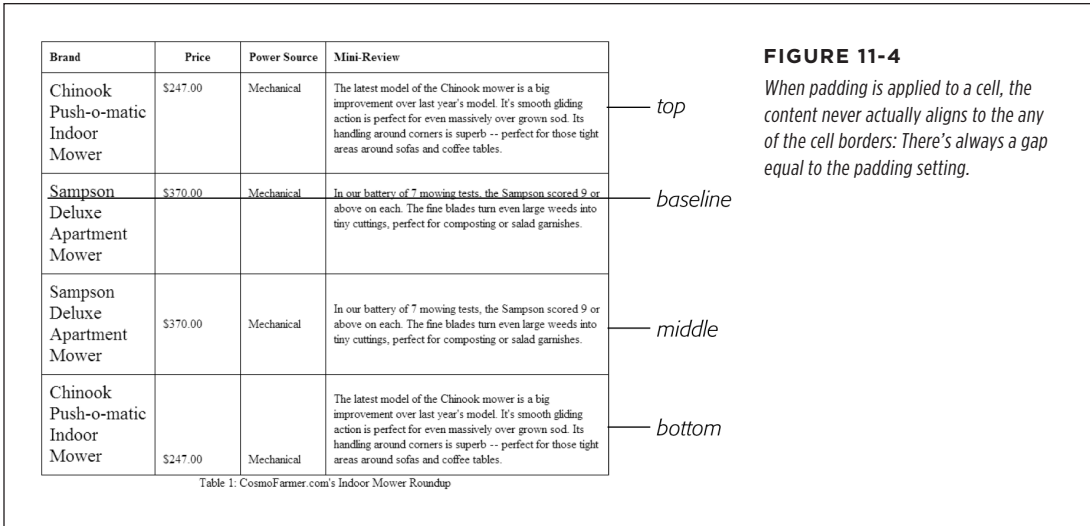 Brand Price Power Source Mini-Review
Chinook
Push-o-matic
Indoor
Mower
$247.00
Mechanical
The latest model of the Chinook mower is a big
improvement over last year's model. It's smooth gliding
action is perfect for even massively over grown sod. Its
handling around corners is superb -- perfect for those tight
areas around sofas and coffee tables.
top
Sampson
Deluxe
Apartment
Mower
$370.00
Mechanical
In our battery of 7 mowing tests, the Sampson scored 9 or
above on each. The fine blades turn even large weeds into
tiny cuttings, perfect for composting or salad garnishes.
baseline
Sampson
Deluxe
Apartment
Mower
$370.00
Mechanical
In our battery of 7 mowing tests, the Sampson scored 9 or
above on each. The fine blades turn even large weeds into
tiny cuttings, perfect for composting or salad garnishes.
middle
Chinook
Push-o-matic
Indoor
Mower
$247.00
Mechanical
The latest model of the Chinook mower is a big
improvement over last year's model. It's smooth gliding
action is perfect for even massively over grown sod. Its
handling around corners is superb -- perfect for those tight
areas around sofas and coffee tables.
bottom
Table 1: CosmoFarmer.com's Indoor Mower Roundup
FIGURE 11-4
When padding is applied to a cell, the
content never actually aligns to the any
of the cell borders: There's always a gap
equal to the padding setting.